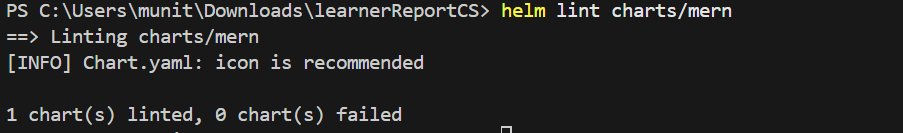 PS C:\Users\munit\Downloads\learnerReportCS> helm lint charts/mern
==> Linting charts/mern
[INFO] Chart.yaml: icon is recommended
1 chart(s) linted, 0 chart(s) failed